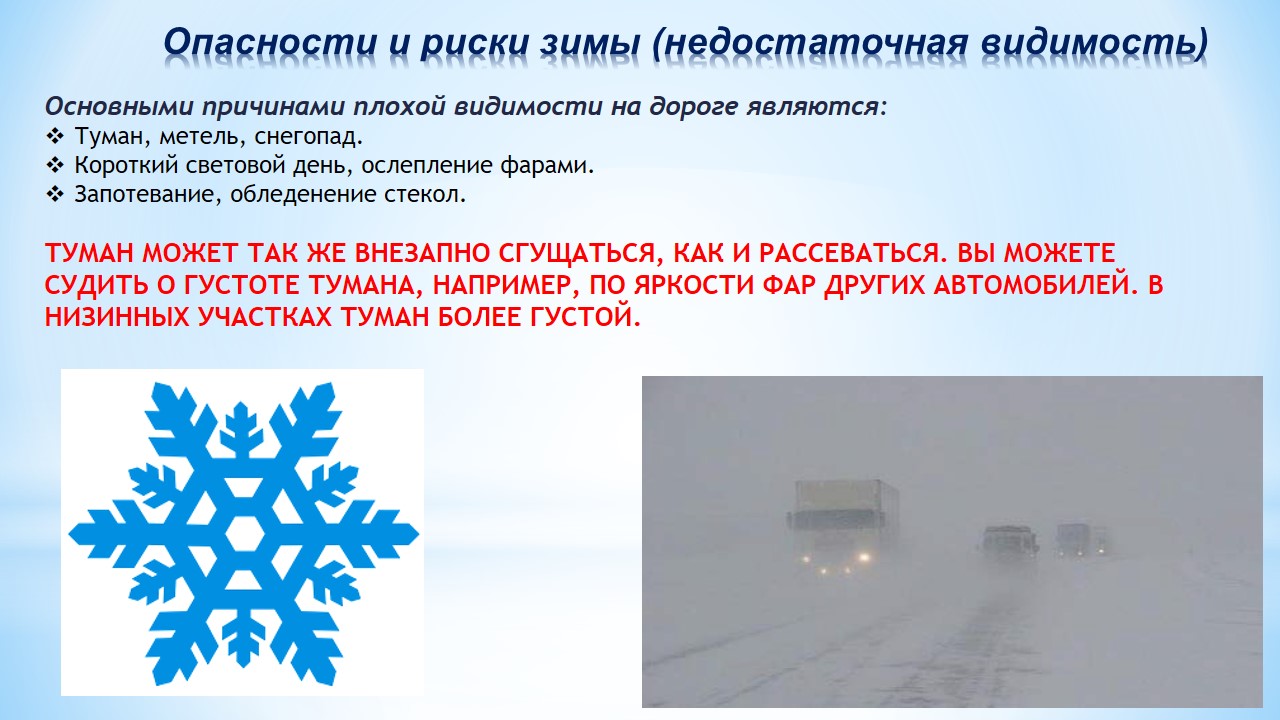 Опасности и риски зимы (недостаточная видимость)
Основными причинами плохой видимости на дороге являются:
❖ Туман, метель, снегопад.
❖ Короткий световой день, ослепление фарами.
❖ Запотевание, обледенение стекол.
ТУМАН МОЖЕТ ТАК ЖЕ ВНЕЗАПНО СГУЩАТЬСЯ, КАК И РАССЕВАТЬСЯ. ВЫ МОЖЕТЕ
СУДИТЬ О ГУСТОТЕ ТУМАНА, НАПРИМЕР, ПО ЯРКОСТИ ФАР ДРУГИХ АВТОМОБИЛЕЙ. В
НИЗИННЫХ УЧАСТКАХ ТУМАН БОЛЕЕ ГУСТОЙ.